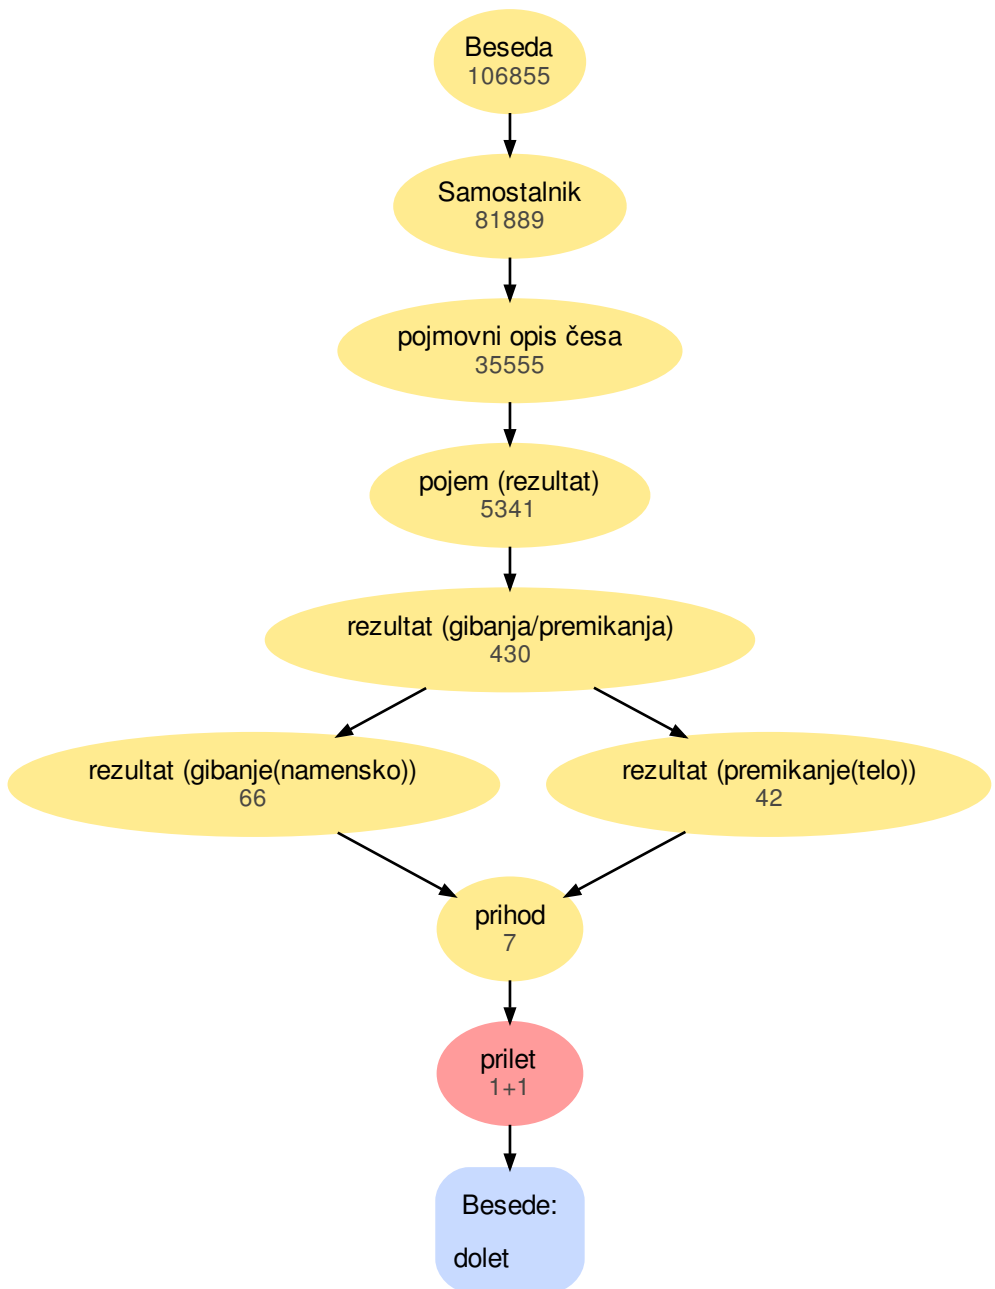 Beseda
106855
Samostalnik
81889
pojmovni opis česa
35555
pojem (rezultat)
5341
rezultat (gibanja/premikanja)
430
rezultat (gibanje(namensko))
66
rezultat (premikanje(telo))
42
prihod
7
prilet
1+1
Besede:
dolet